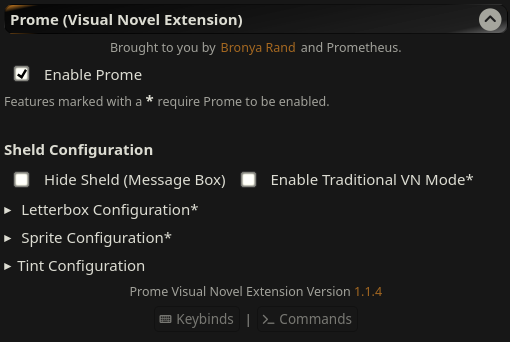 Prome (Visual Novel Extension)
Brought to you by Bronya Rand and Prometheus.
Enable Prome
Features marked with a * require Prome to be enabled.
Sheld Configuration
Hide Sheld (Message Box) Enable Traditional VN Mode*
Letterbox Configuration*
Sprite Configuration*
Tint Configuration
Prome Visual Novel Extension Version 1.1.4
Keybinds | Commands